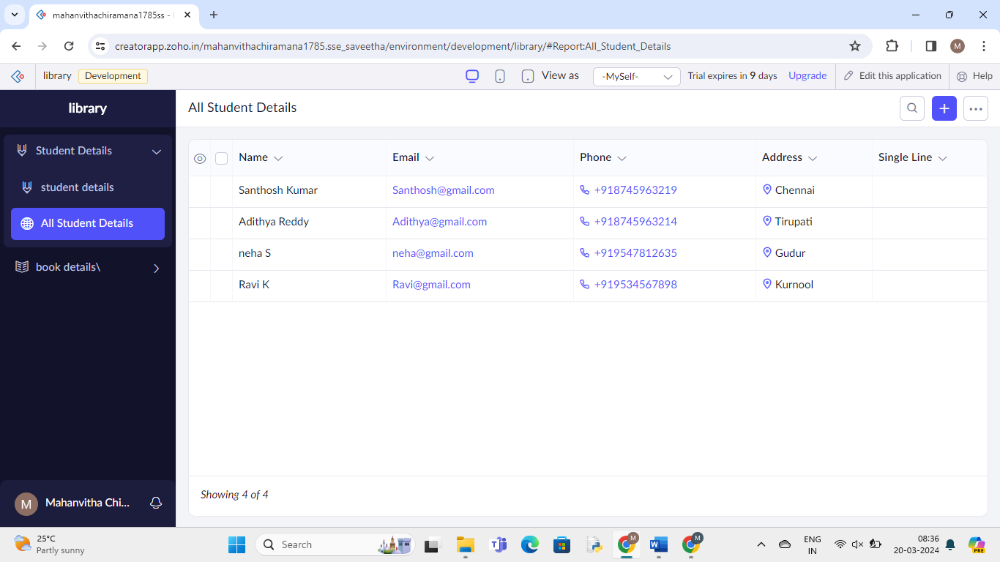 mahanvithachiramana1785ss -
creatorapp.zoho.in/mahanvithachiramana1785.sse_saveetha/environment/development/library/#Report:All_Student_Details
M
library Development View as -MySelf- Trial expires in 9 days Upgrade Edit this application Help
library
All Student Details
Student Details
student details
All Student Details
book details\
Name Email Phone Address Single Line
Santhosh Kumar Santhosh@gmail.com +918745963219 Chennai
Adithya Reddy Adithya@gmail.com +918745963214 Tirupati
neha S neha@gmail.com +919547812635 Gudur
Ravi K Ravi@gmail.com +919534567898 Kurnool
Showing 4 of 4
M Mahanvitha Chi...
25°C
Partly sunny
Search
M
M
ENG
IN
08:36
20-03-2024
PRE